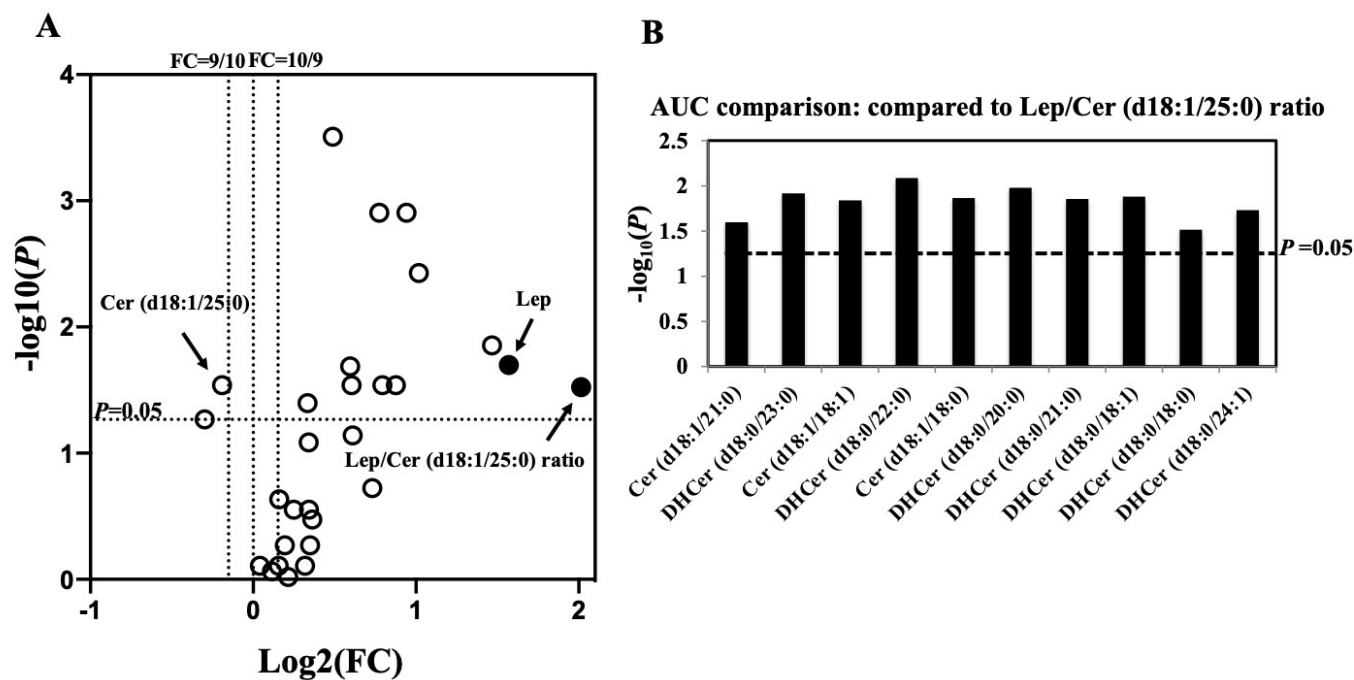 A
FC=9/10 FC=10/9
4
3
2
1
0
-log10(P)
Cer (d18:1/25:0)
Lep
P=0.05
Lep/Cer (d18:1/25:0) ratio
-1
0
1
2
Log2(FC)
B
AUC comparison: compared to Lep/Cer (d18:1/25:0) ratio
2.5
2
1.5
1
0.5
0
-log₁₀(P)
P =0.05
Cer (d18:1/21:0)
DHCer (d18:0/23:0)
Cer (d18:1/18:1)
DHCer (d18:0/22:0)
Cer (d18:1/18:0)
DHCer (d18:0/20:0)
DHCer (d18:0/21:0)
DHCer (d18:0/18:1)
DHCer (d18:0/18:0)
DHCer (d18:0/24:1)